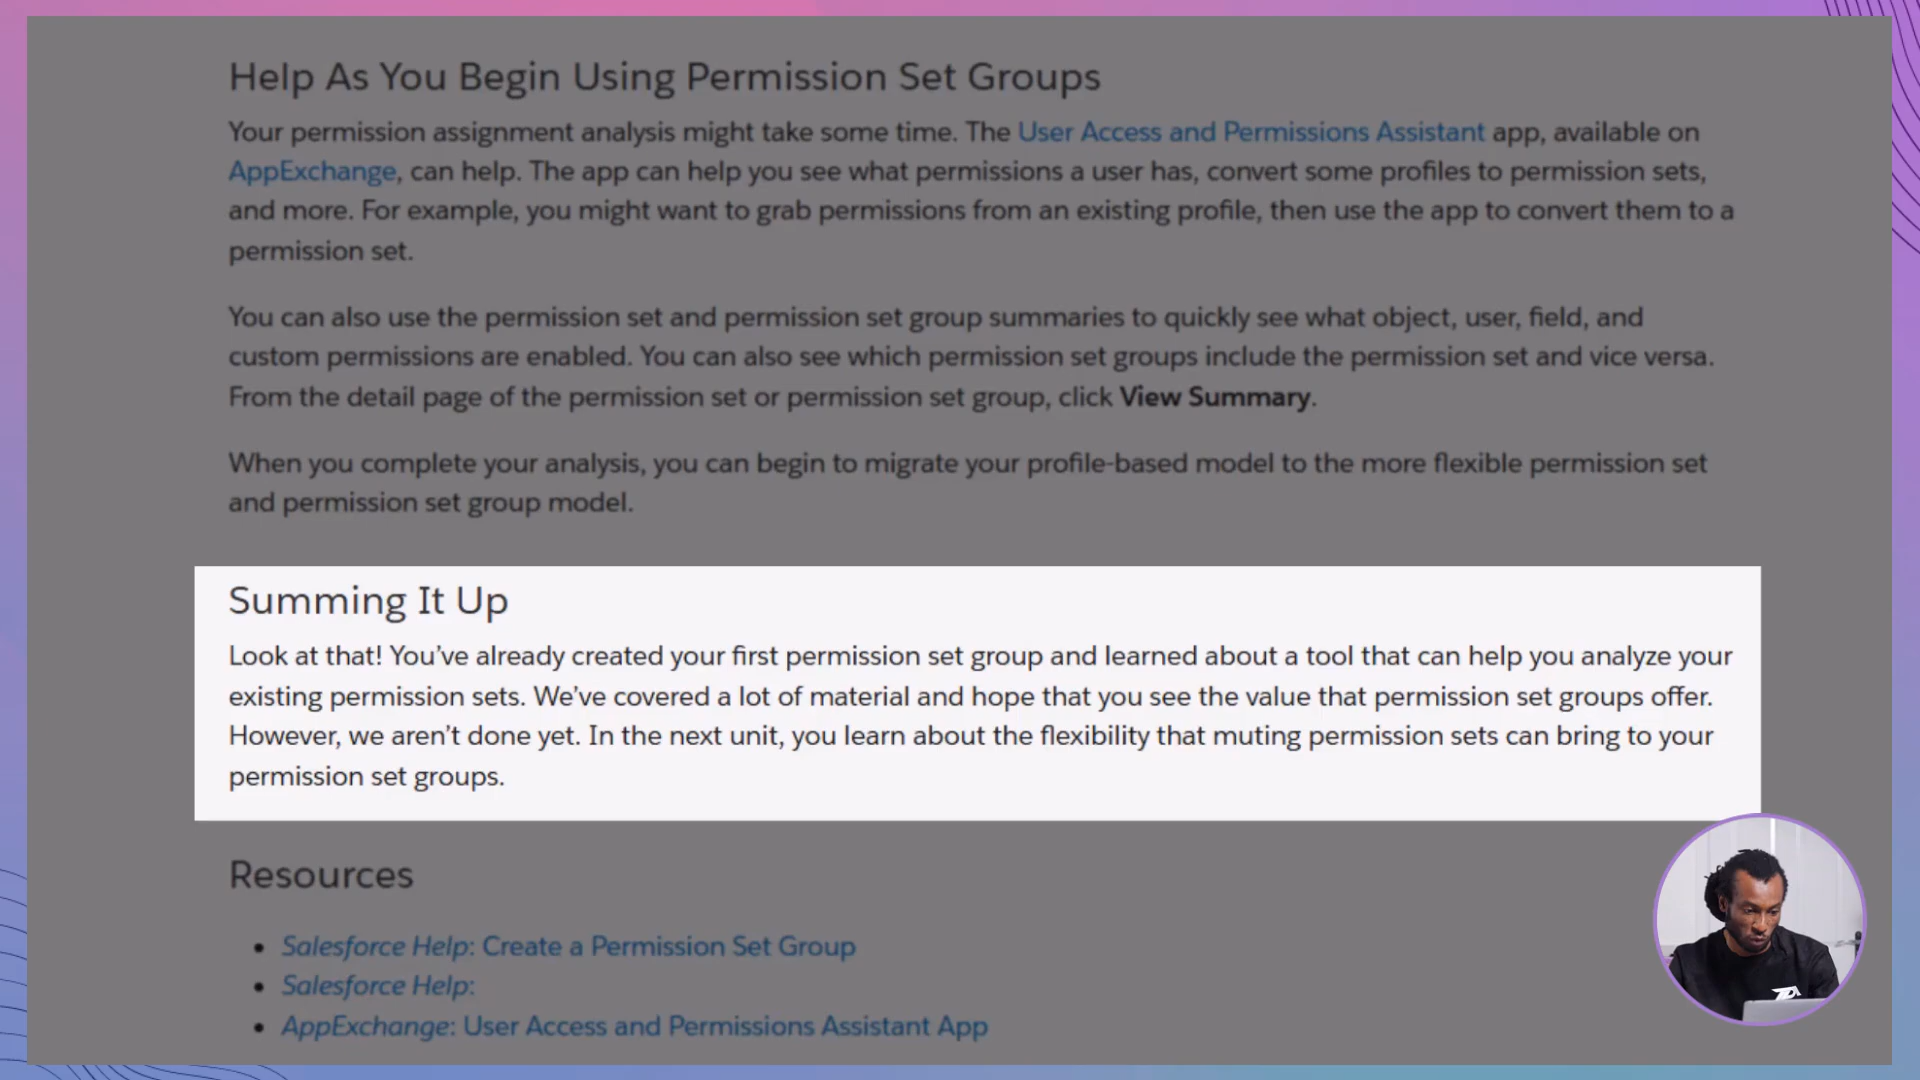 Help As You Begin Using Permission Set Groups
Your permission assignment analysis might take some time. The User Access and Permissions Assistant app, available on
AppExchange, can help. The app can help you see what permissions a user has, convert some profiles to permission sets,
and more. For example, you might want to grab permissions from an existing profile, then use the app to convert them to a
permission set.
You can also use the permission set and permission set group summaries to quickly see what object, user, field, and
custom permissions are enabled. You can also see which permission set groups include the permission set and vice versa.
From the detail page of the permission set or permission set group, click View Summary.
When you complete your analysis, you can begin to migrate your profile-based model to the more flexible permission set
and permission set group model.
Summing It Up
Look at that! You’ve already created your first permission set group and learned about a tool that can help you analyze your
existing permission sets. We’ve covered a lot of material and hope that you see the value that permission set groups offer.
However, we aren’t done yet. In the next unit, you learn about the flexibility that muting permission sets can bring to your
permission set groups.
Resources
• Salesforce Help: Create a Permission Set Group
• Salesforce Help:
• AppExchange: User Access and Permissions Assistant App